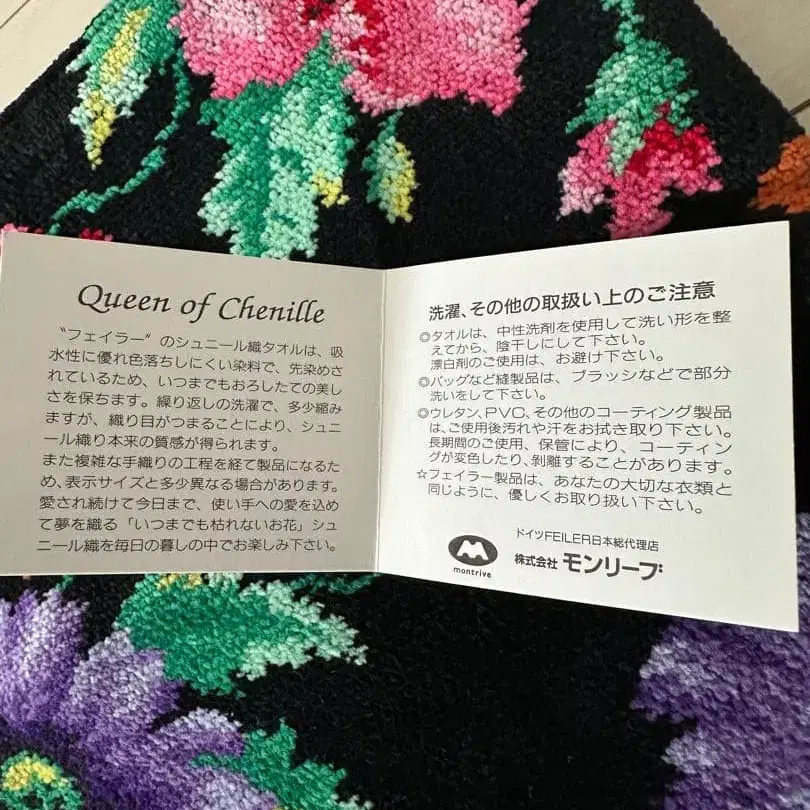 Queen of Chenille
〝フェイラー〟のシュニール織タオルは、吸
水性に優れ色落ちしにくい染料で、先染めさ
れているため、いつまでもおろしたての美し
さを保ちます。繰り返しの洗濯で、多少縮み
ますが、織り目がつまることにより、シュニ
ール織り本来の質感が得られます。
また複雑な手織りの工程を経て製品になるた
め、表示サイズと多少異なる場合があります。
愛され続けて今日まで、使い手への愛を込め
て夢を織る「いつまでも枯れないお花」シュ
ニール織を毎日の暮しの中でお楽しみ下さい。
洗濯、その他の取扱い上のご注意
◎タオルは、中性洗剤を使用して洗い形を整
えてから、陰干しにして下さい。
漂白剤のご使用は、お避け下さい。
◎バッグなど縫製品は、ブラッシなどで部分
洗いをして下さい。
◎ウレタン、PVC、その他のコーティング製品
は、ご使用後汚れや汗をお拭き取り下さい。
長期間のご使用、保管により、コーティン
グが変色したり、剥離することがあります。
☆フェイラー製品は、あなたの大切な衣類と
同じように、優しくお取り扱い下さい。
montrive
ドイツFEILER日本総代理店
株式会社 モンリーブ